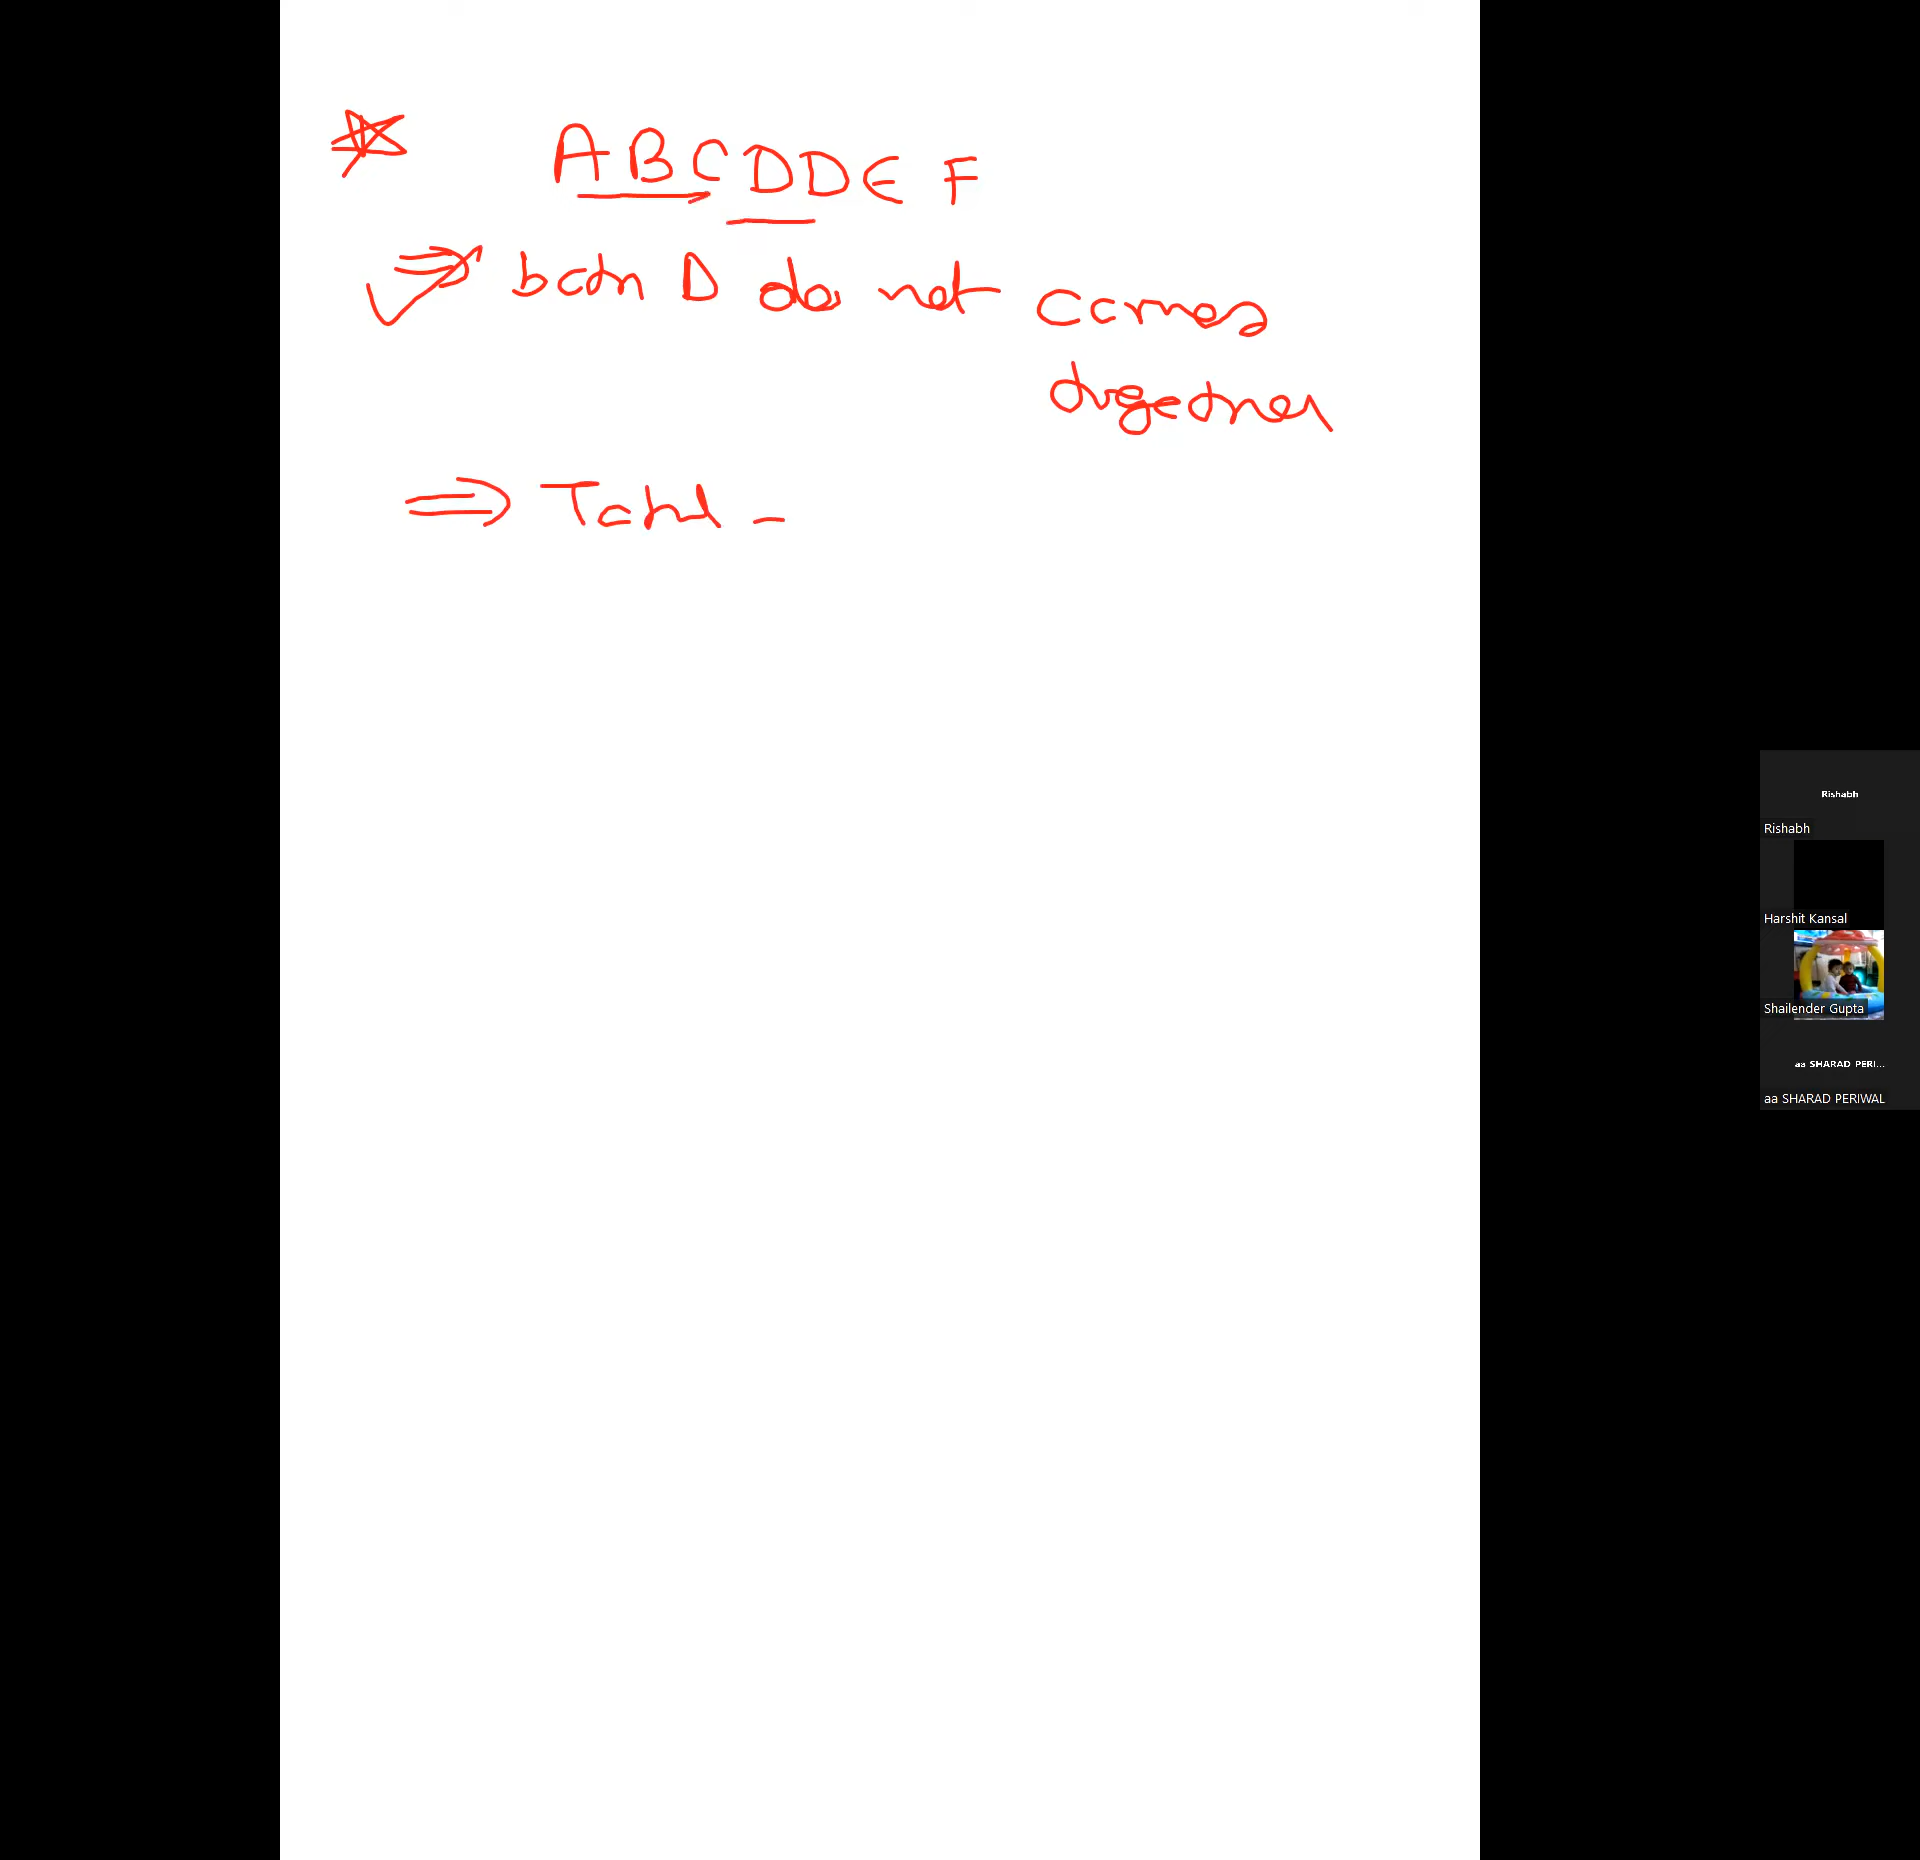 ABCDDEF
⇒ both D do not comes
together
⇒ Total -
Rishabh
Rishabh
Harshit Kansal
Shailender Gupta
aa SHARAD PERI...
aa SHARAD PERIWAL